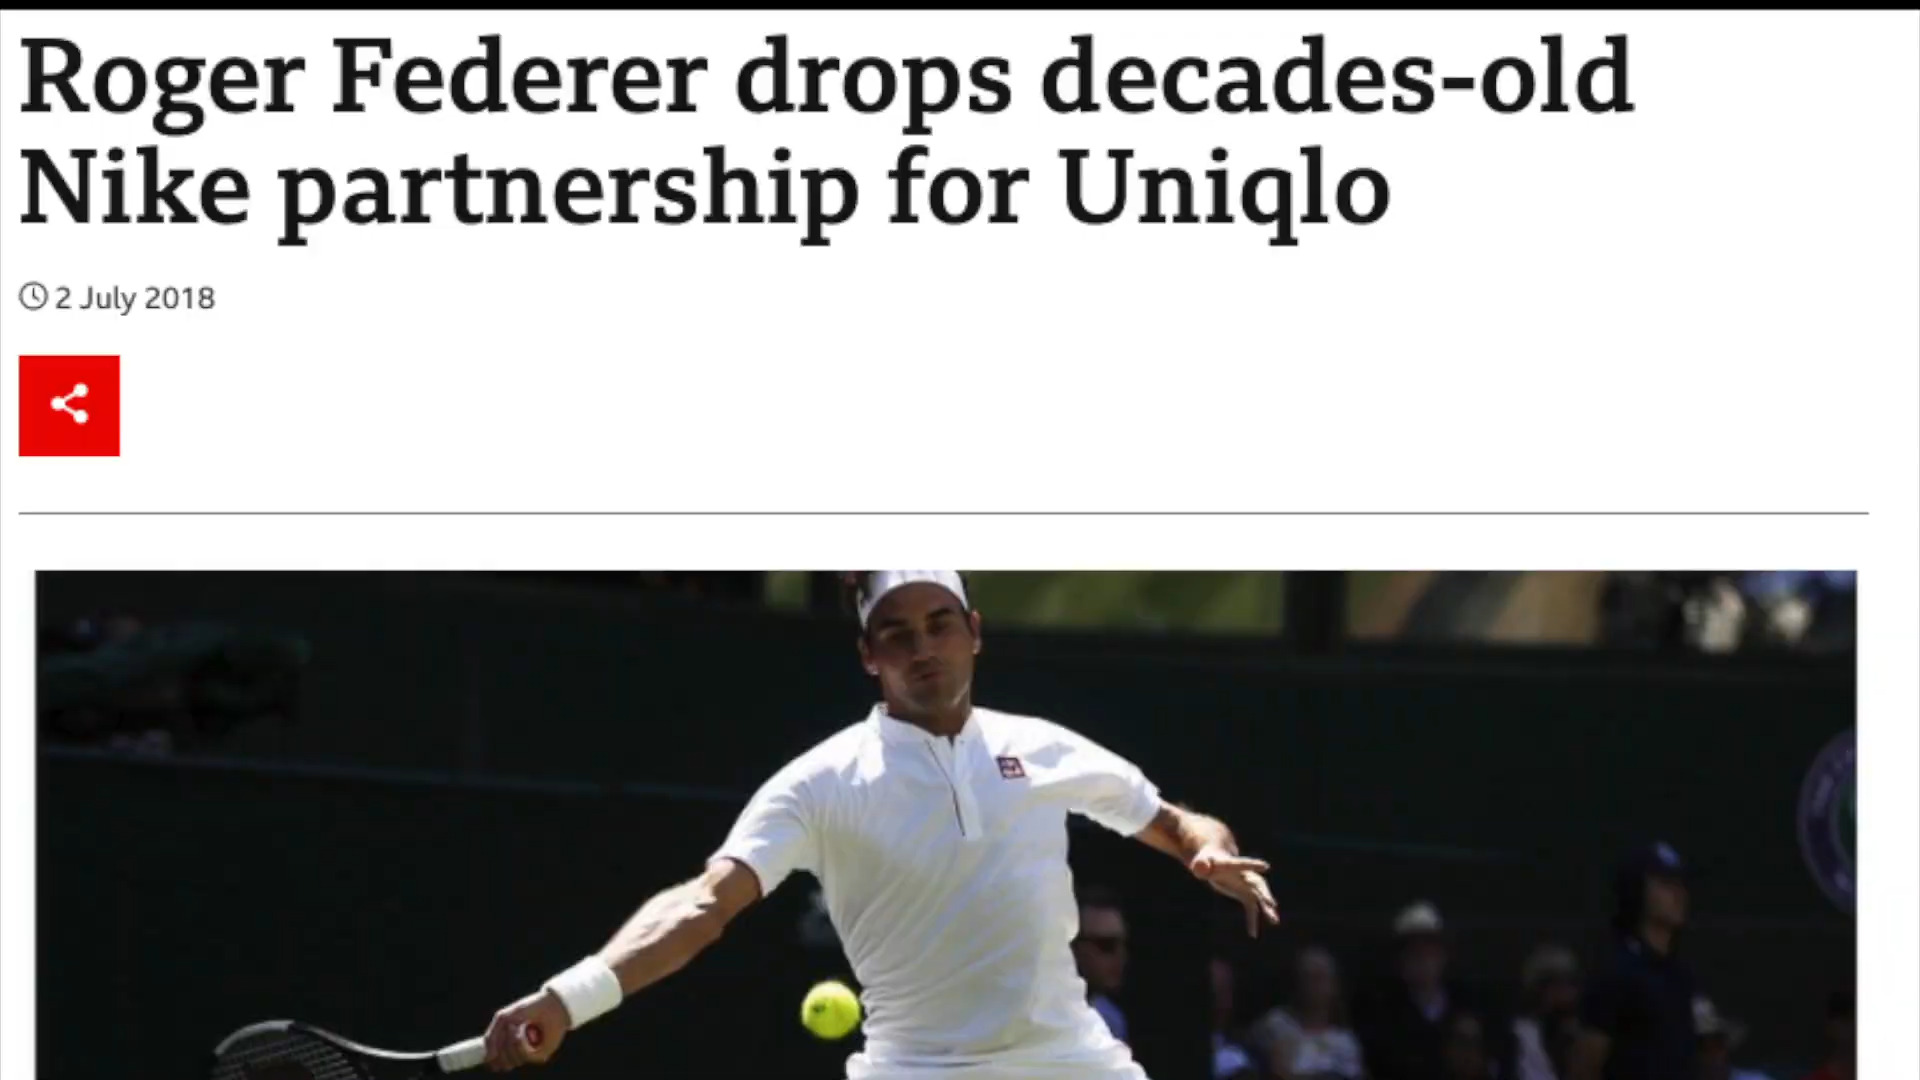 Roger Federer drops decades-old
Nike partnership for Uniqlo
2 July 2018